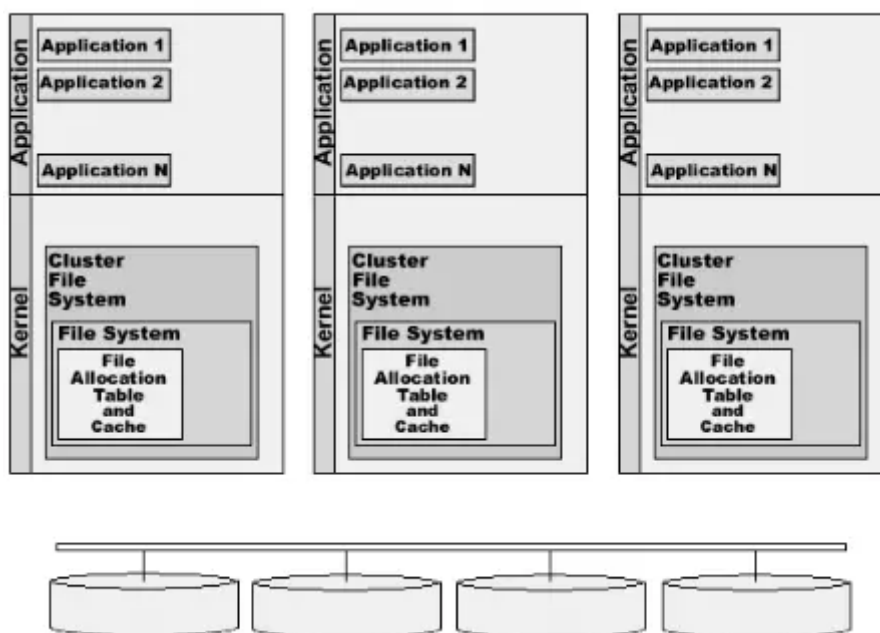 Application
Application 1
Application 2
Application N
Kernel
Cluster
File
System
File System
File
Allocation
Table
and
Cache
Application
Application 1
Application 2
Application N
Kernel
Cluster
File
System
File System
File
Allocation
Table
and
Cache
Application
Application 1
Application 2
Application N
Kernel
Cluster
File
System
File System
File
Allocation
Table
and
Cache